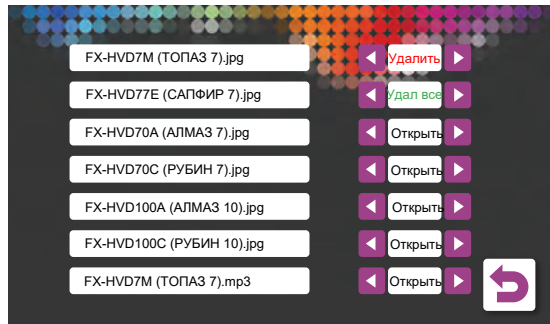 FX-HVD7M (ТОПАЗ 7).jpg Удалить
FX-HVD77E (САПФИР 7).jpg Удал все
FX-HVD70A (АЛМАЗ 7).jpg Открыть
FX-HVD70C (РУБИН 7).jpg Открыть
FX-HVD100A (АЛМАЗ 10).jpg Открыть
FX-HVD100C (РУБИН 10).jpg Открыть
FX-HVD7M (ТОПАЗ 7).mp3 Открыть